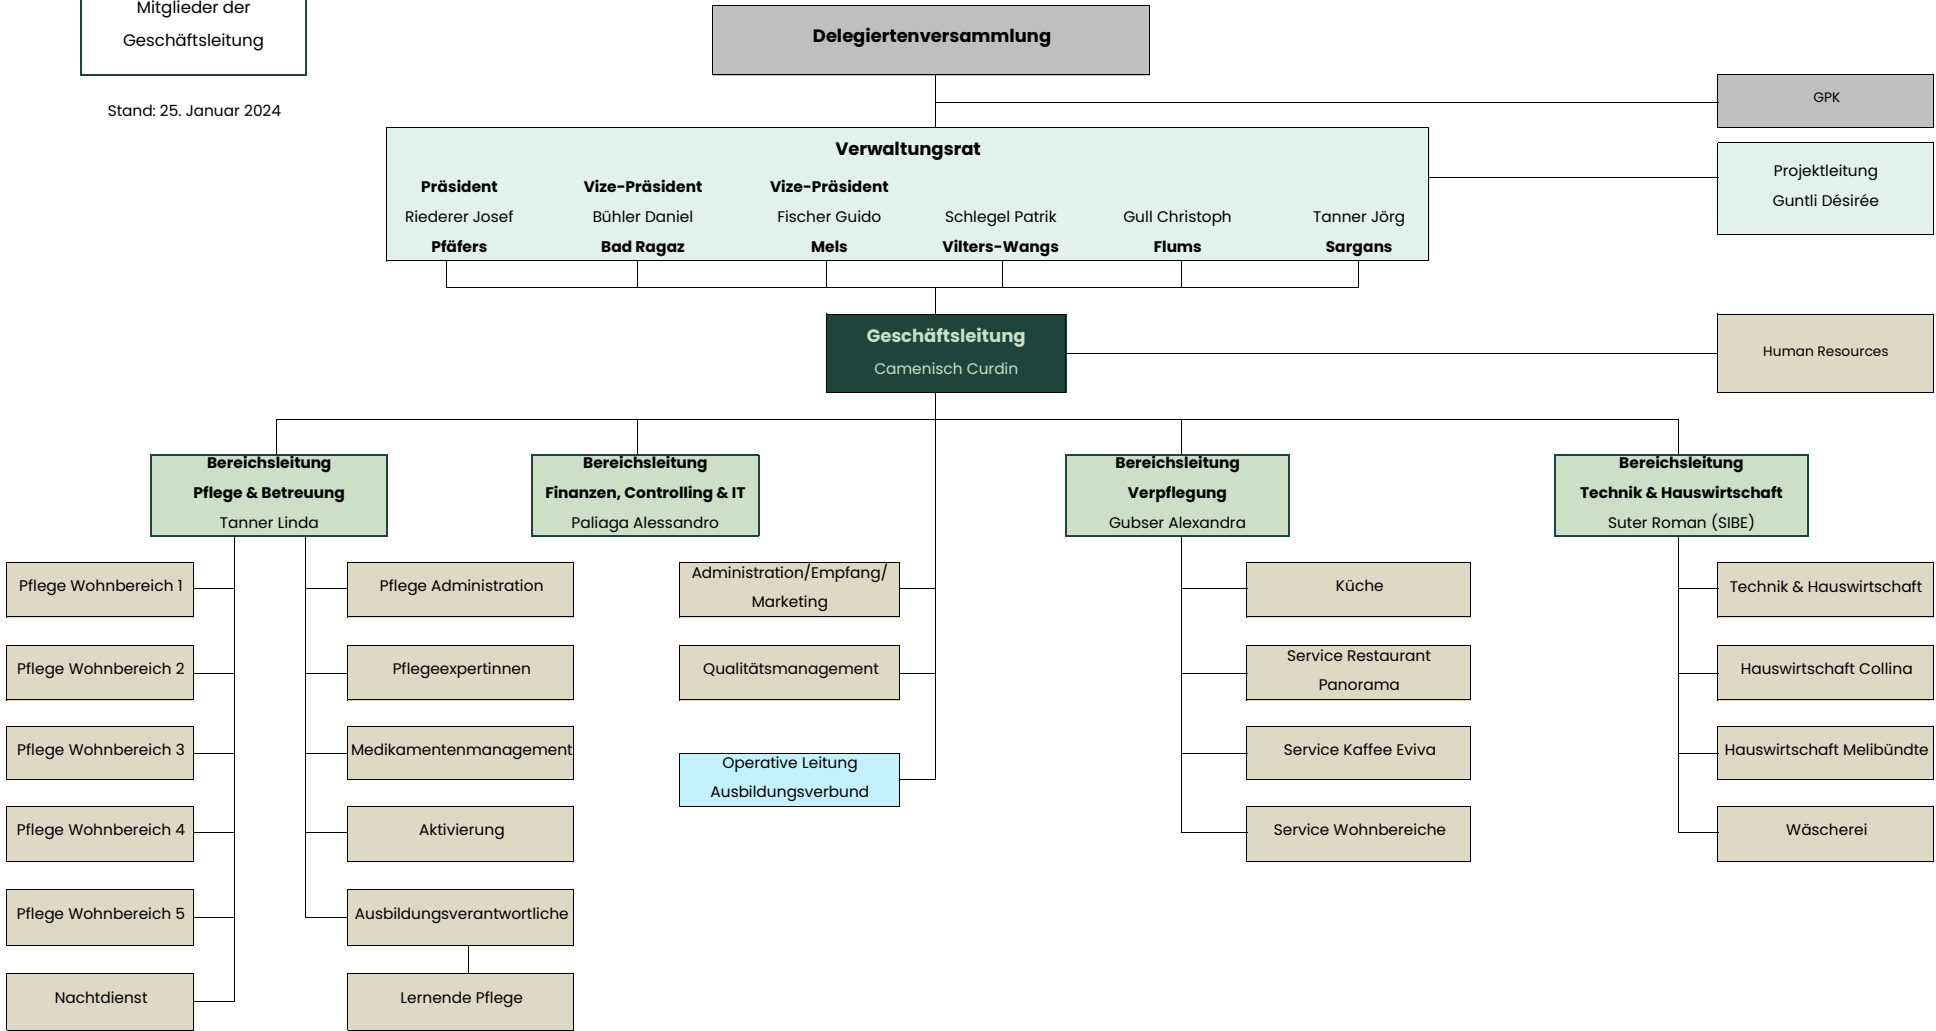 Mitglieder der
Geschäftsleitung
Stand: 25. Januar 2024
Delegiertenversammlung
GPK
Verwaltungsrat
Präsident
Riederer Josef
Pfäfers
Vize-Präsident
Bühler Daniel
Bad Ragaz
Vize-Präsident
Fischer Guido
Mels
Schlegel Patrik
Vilters-Wangs
Gull Christoph
Flums
Tanner Jörg
Sargans
Projektleitung
Guntli Désirée
Geschäftsleitung
Camenisch Curdin
Human Resources
Bereichsleitung
Pflege & Betreuung
Tanner Linda
Pflege Wohnbereich 1
Pflege Wohnbereich 2
Pflege Wohnbereich 3
Pflege Wohnbereich 4
Pflege Wohnbereich 5
Nachtdienst
Pflege Administration
Pflegeexpertinnen
Medikamentenmanagement
Aktivierung
Ausbildungsverantwortliche
Lernende Pflege
Bereichsleitung
Finanzen, Controlling & IT
Paliaga Alessandro
Administration/Empfang/
Marketing
Qualitätsmanagement
Operative Leitung
Ausbildungsverbund
Bereichsleitung
Verpflegung
Gubser Alexandra
Küche
Service Restaurant
Panorama
Service Kaffee Eviva
Service Wohnbereiche
Bereichsleitung
Technik & Hauswirtschaft
Suter Roman (SIBE)
Technik & Hauswirtschaft
Hauswirtschaft Collina
Hauswirtschaft Melibündte
Wäscherei